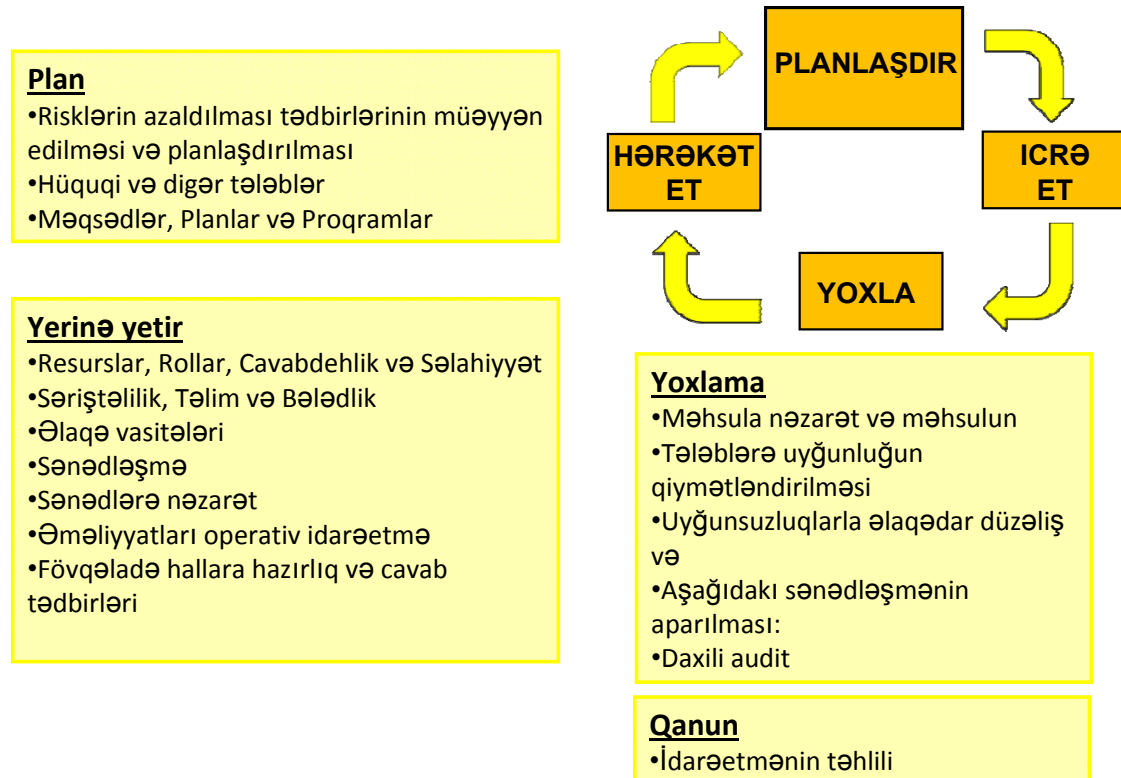 Plan
•Risklərin azaldılması tədbirlərinin müəyyən
edilməsi və planlaşdırılması
•Hüquqi və digər tələblər
•Məqsədlər, Planlar və Proqramlar
Yerinə yetir
•Resurslar, Rollar, Cavabdehlik və Səlahiyyət
•Səriştəlilik, Təlim və Bələdlik
•Əlaqə vasitələri
•Sənədləşmə
•Sənədlərə nəzarət
•Əməliyyatları operativ idarəetmə
•Fövqəladə hallara hazırlıq və cavab
tədbirləri
PLANLAŞDIR
HƏRƏKƏT
ET
ICRƏ
ET
YOXLA
Yoxlama
•Məhsula nəzarət və məhsulun
•Tələblərə uyğunluğun
qiymətləndirilməsi
•Uyğunsuzluqlarla əlaqədar düzəliş
və
•Aşağıdakı sənədləşmənin
aparılması:
•Daxili audit
Qanun
•İdarəetmənin təhlili